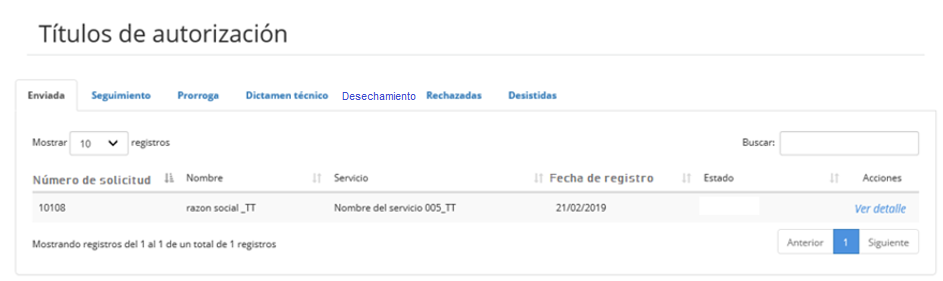 Títulos de autorización
Enviada Seguimiento Prorroga Dictamen técnico Desechamiento Rechazadas Desistidas
Mostrar 10 registros Buscar:
Número de solicitud Nombre Servicio Fecha de registro Estado Acciones
10108 razon social _TT Nombre del servicio 005_TT 21/02/2019 Ver detalle
Mostrando registros del 1 al 1 de un total de 1 registros Anterior 1 Siguiente